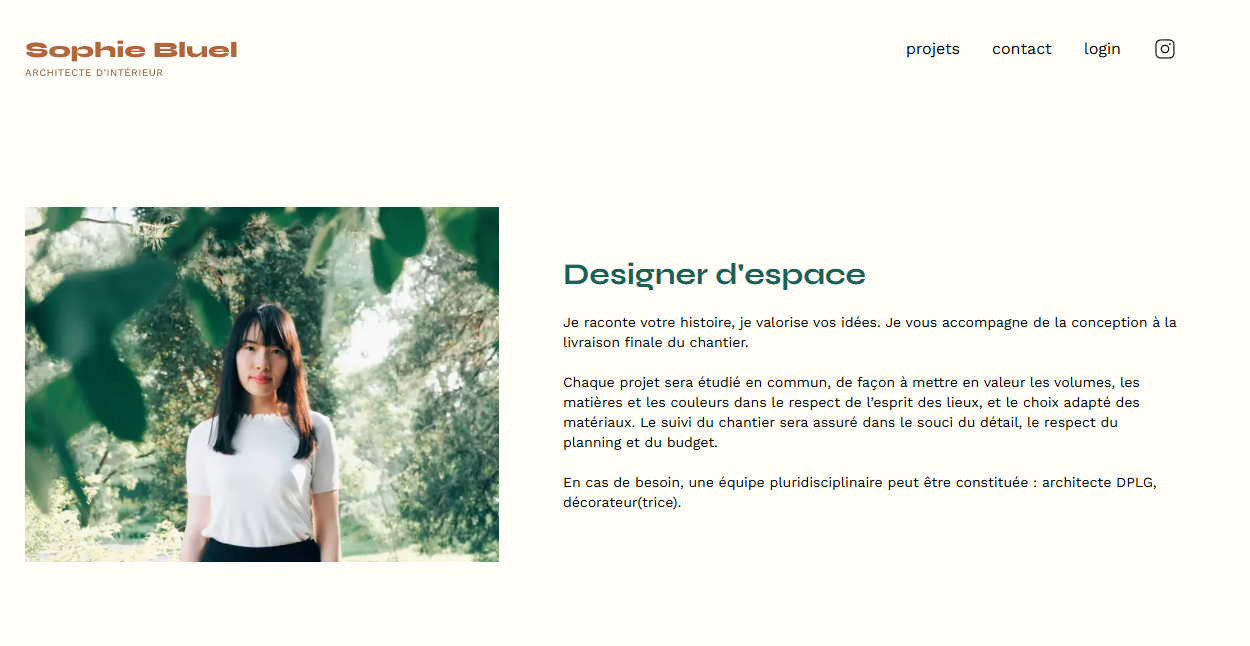 Sophie Bluel
ARCHITECTE D'INTÉRIEUR
projets contact login
Designer d'espace
Je raconte votre histoire, je valorise vos idées. Je vous accompagne de la conception à la
livraison finale du chantier.
Chaque projet sera étudié en commun, de façon à mettre en valeur les volumes, les
matières et les couleurs dans le respect de l’esprit des lieux, et le choix adapté des
matériaux. Le suivi du chantier sera assuré dans le souci du détail, le respect du
planning et du budget.
En cas de besoin, une équipe pluridisciplinaire peut être constituée : architecte DPLG,
décorateur(trice).